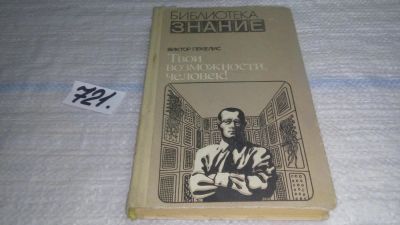 БИБЛИОТЕКА
ЗНАНИЕ
ВИКТОР ПЕКЕЛИС
Твои
возможности,
человек!
721.